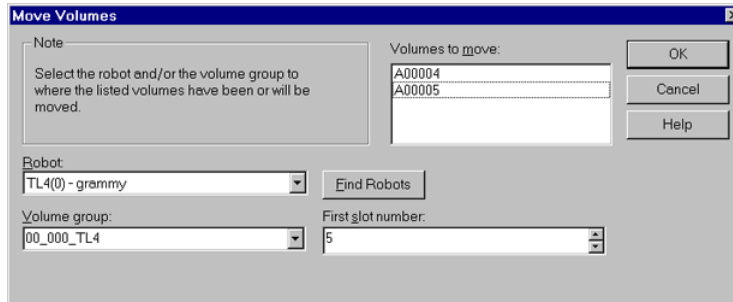 Move Volumes
Note
Select the robot and/or the volume group to
where the listed volumes have been or will be
moved.
Volumes to move:
A00004
A00005
OK
Cancel
Help
Robot:
TL4(0) - grammy
Find Robots
Volume group:
00_000_TL4
First slot number:
5